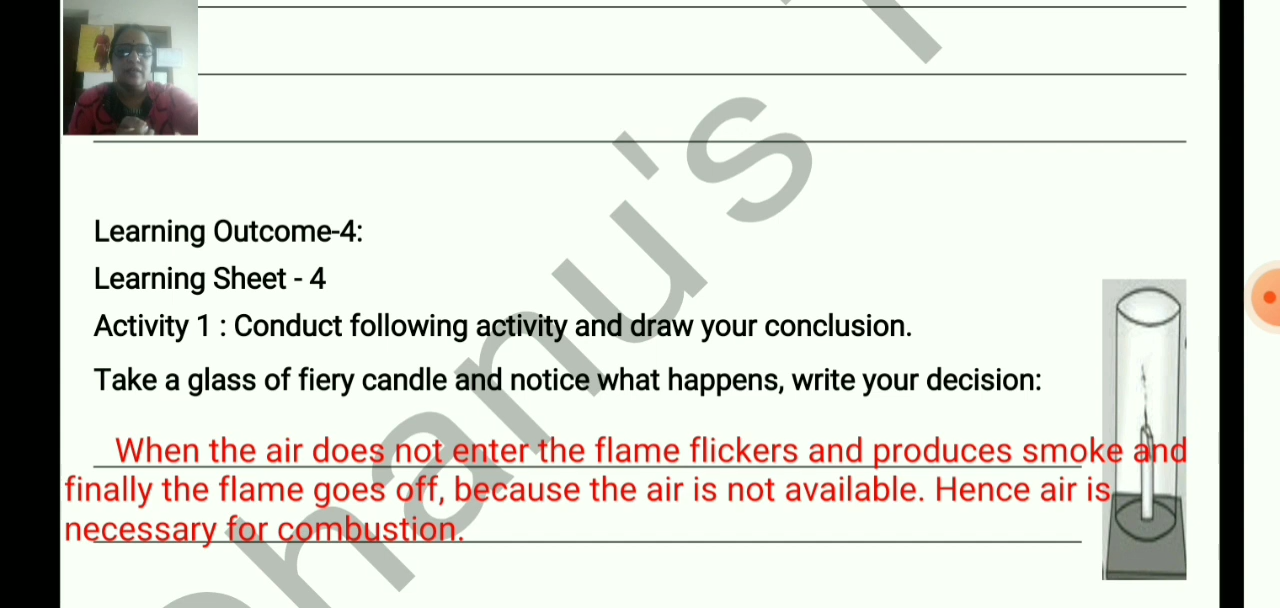 Learning Outcome-4:
Learning Sheet - 4
Activity 1 : Conduct following activity and draw your conclusion.
Take a glass of fiery candle and notice what happens, write your decision:
When the air does not enter the flame flickers and produces smoke and
finally the flame goes off, because the air is not available. Hence air is
necessary for combustion.